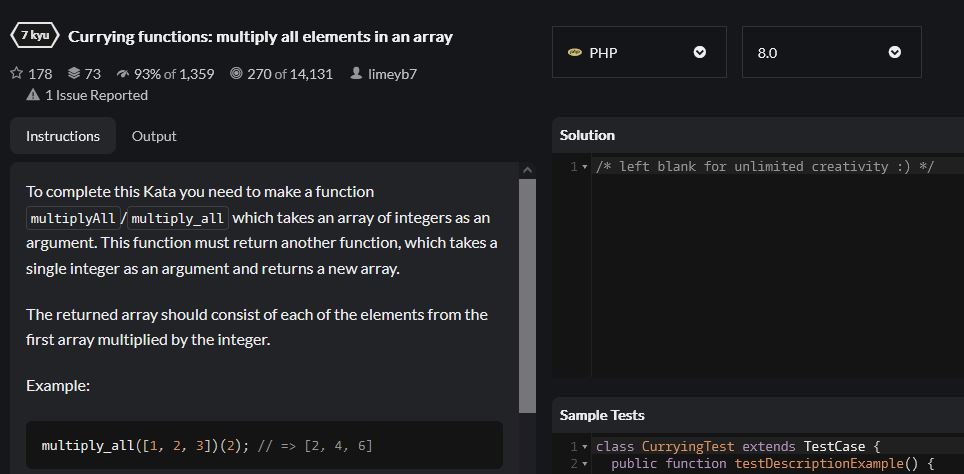 7 kyu Currying functions: multiply all elements in an array
178 73 93% of 1,359 270 of 14,131 limeyb7
1 Issue Reported
Instructions Output
To complete this Kata you need to make a function
multiplyAll/multiply_all which takes an array of integers as an
argument. This function must return another function, which takes a
single integer as an argument and returns a new array.
The returned array should consist of each of the elements from the
first array multiplied by the integer.
Example:
multiply_all([1, 2, 3])(2); // => [2, 4, 6]
php PHP 8.0
Solution
1 /* left blank for unlimited creativity :) */
Sample Tests
1 class CurryingTest extends TestCase {
2 public function testDescriptionExample() {